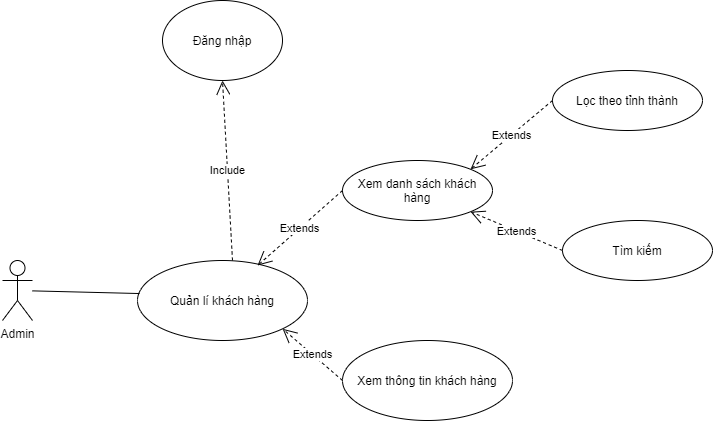 Đăng nhập
Lọc theo tỉnh thành
Extends
Include
Xem danh sách khách
hàng
Extends
Extends
Tìm kiếm
Quản lí khách hàng
Admin
Extends
Xem thông tin khách hàng